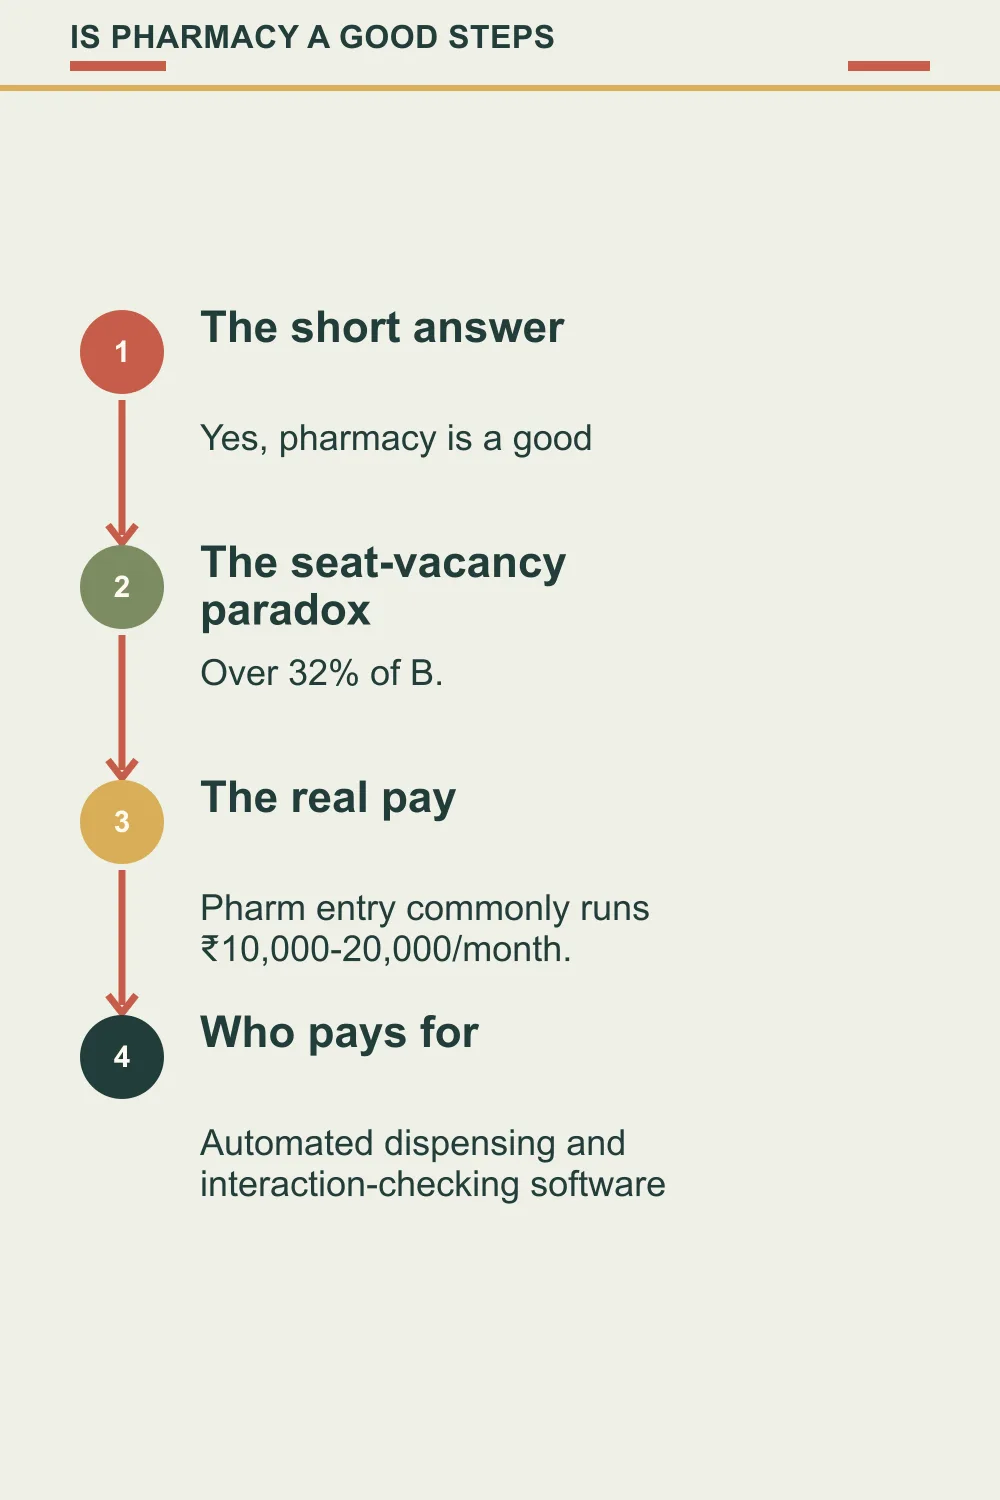 IS PHARMACY A GOOD STEPS
1
The short answer
Yes, pharmacy is a good
2
The seat-vacancy
paradox
Over 32% of B.
3
The real pay
Pharm entry commonly runs
₹10,000-20,000/month.
4
Who pays for
Automated dispensing and
interaction-checking software